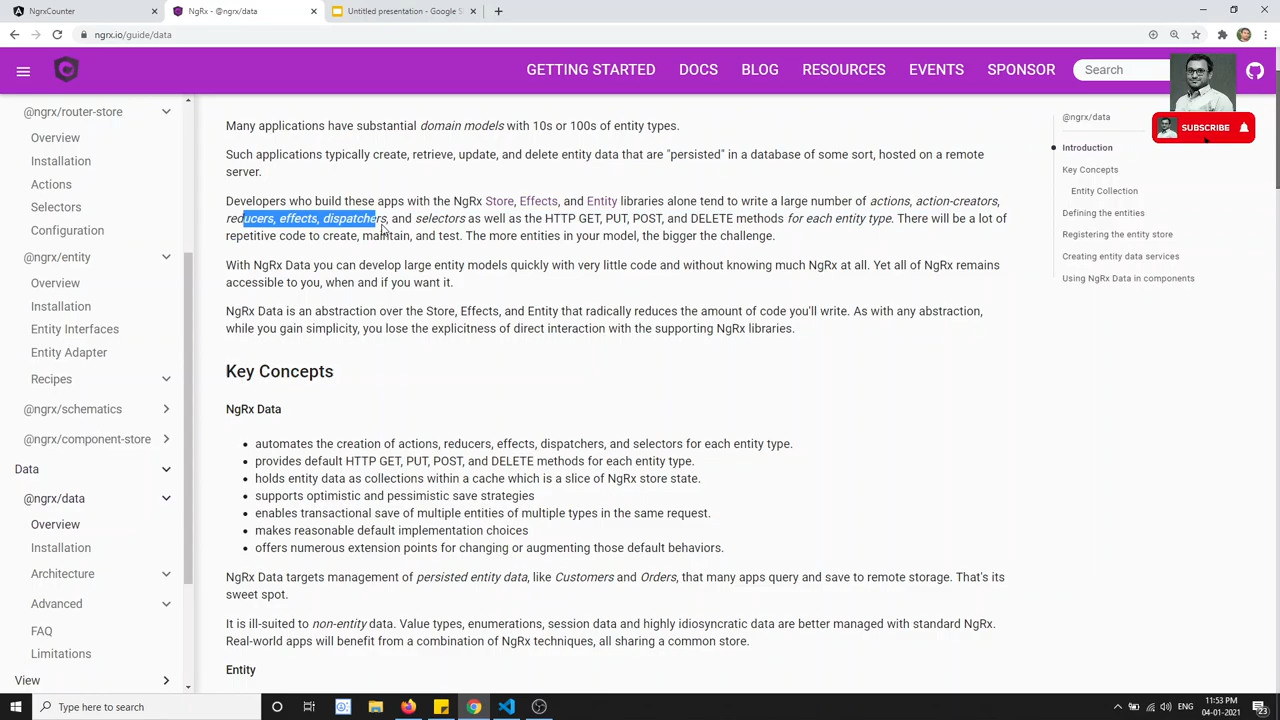 NgrxCounter
NgRx - @ngrx/data
Untitled presentation - Google S
ngrx.io/guide/data
GETTING STARTED
DOCS
BLOG
RESOURCES
EVENTS
SPONSOR
Search
SUBSCRIBE
@ngrx/router-store
Overview
Installation
Actions
Selectors
Configuration
@ngrx/entity
Overview
Installation
Entity Interfaces
Entity Adapter
Recipes
@ngrx/schematics
@ngrx/component-store
Data
@ngrx/data
Overview
Installation
Architecture
Advanced
FAQ
Limitations
View
Many applications have substantial domain models with 10s or 100s of entity types.
Such applications typically create, retrieve, update, and delete entity data that are "persisted" in a database of some sort, hosted on a remote
server.
Developers who build these apps with the NgRx Store, Effects, and Entity libraries alone tend to write a large number of actions, action-creators,
reducers, effects, dispatchers, and selectors as well as the HTTP GET, PUT, POST, and DELETE methods for each entity type. There will be a lot of
repetitive code to create, maintain, and test. The more entities in your model, the bigger the challenge.
With NgRx Data you can develop large entity models quickly with very little code and without knowing much NgRx at all. Yet all of NgRx remains
accessible to you, when and if you want it.
NgRx Data is an abstraction over the Store, Effects, and Entity that radically reduces the amount of code you'll write. As with any abstraction,
while you gain simplicity, you lose the explicitness of direct interaction with the supporting NgRx libraries.
Key Concepts
NgRx Data
automates the creation of actions, reducers, effects, dispatchers, and selectors for each entity type.
provides default HTTP GET, PUT, POST, and DELETE methods for each entity type.
holds entity data as collections within a cache which is a slice of NgRx store state.
supports optimistic and pessimistic save strategies
enables transactional save of multiple entities of multiple types in the same request.
makes reasonable default implementation choices
offers numerous extension points for changing or augmenting those default behaviors.
NgRx Data targets management of persisted entity data, like Customers and Orders, that many apps query and save to remote storage. That's its
sweet spot.
It is ill-suited to non-entity data. Value types, enumerations, session data and highly idiosyncratic data are better managed with standard NgRx.
Real-world apps will benefit from a combination of NgRx techniques, all sharing a common store.
Entity
@ngrx/data
Introduction
Key Concepts
Entity Collection
Defining the entities
Registering the entity store
Creating entity data services
Using NgRx Data in components
Type here to search
ENG
11:53 PM
04-01-2021
23